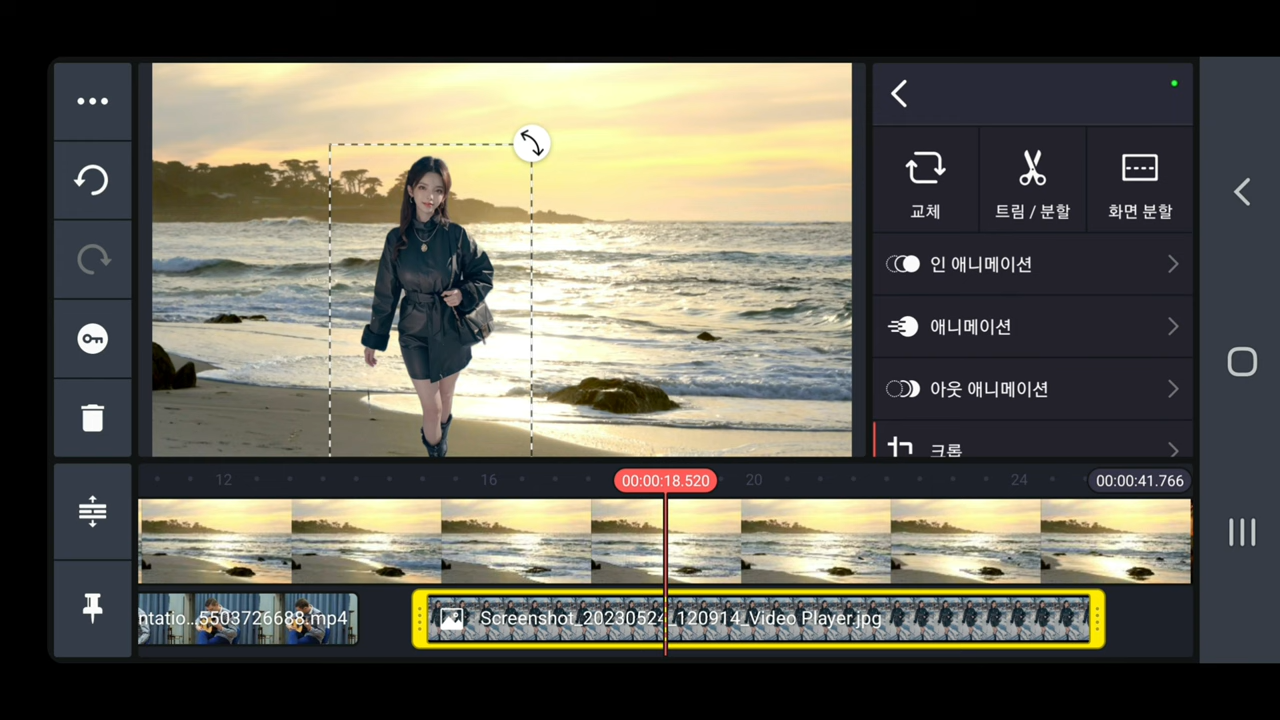 교체
트림 / 분할
화면 분할
인 애니메이션
애니메이션
아웃 애니메이션
크롭
12
16
00:00:18.520
20
24
00:00:41.766
ntatio...5503726688.mp4
Screenshot_20230524_120914_Video Player.jpg